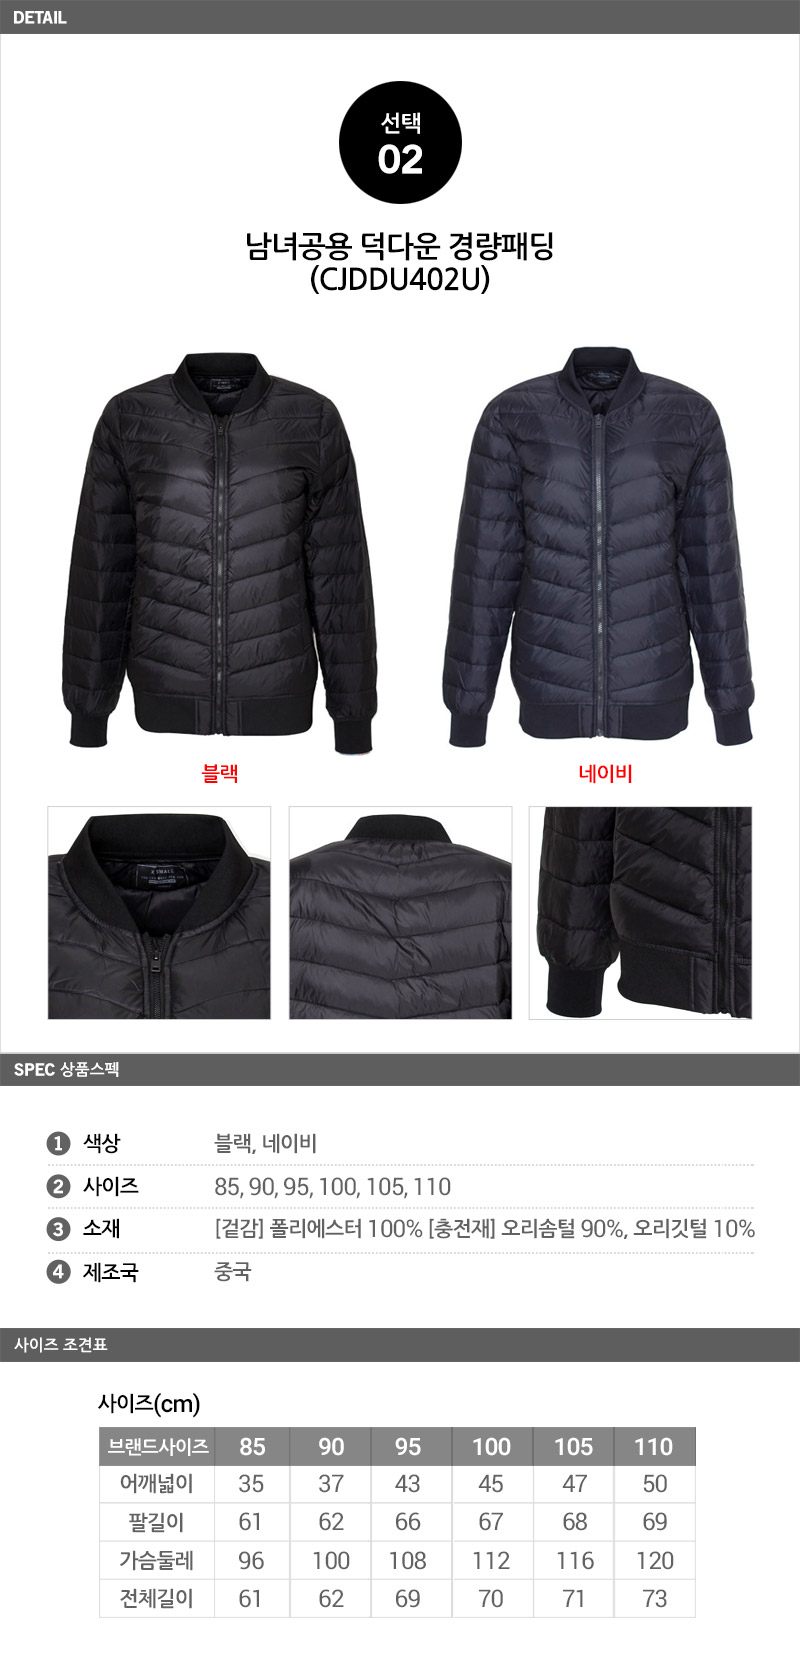 DETAIL
선택
02
남녀공용 덕다운 경량패딩
(CJDDU402U)
블랙
네이비
X SMALL
SPEC 상품스펙
1 색상 블랙, 네이비
2 사이즈 85, 90, 95, 100, 105, 110
3 소재 [겉감] 폴리에스터 100% [충전재] 오리솜털 90%, 오리깃털 10%
4 제조국 중국
사이즈 조견표
사이즈(cm)
브랜드사이즈 85 90 95 100 105 110
어깨넓이 35 37 43 45 47 50
팔길이 61 62 66 67 68 69
가슴둘레 96 100 108 112 116 120
전체길이 61 62 69 70 71 73